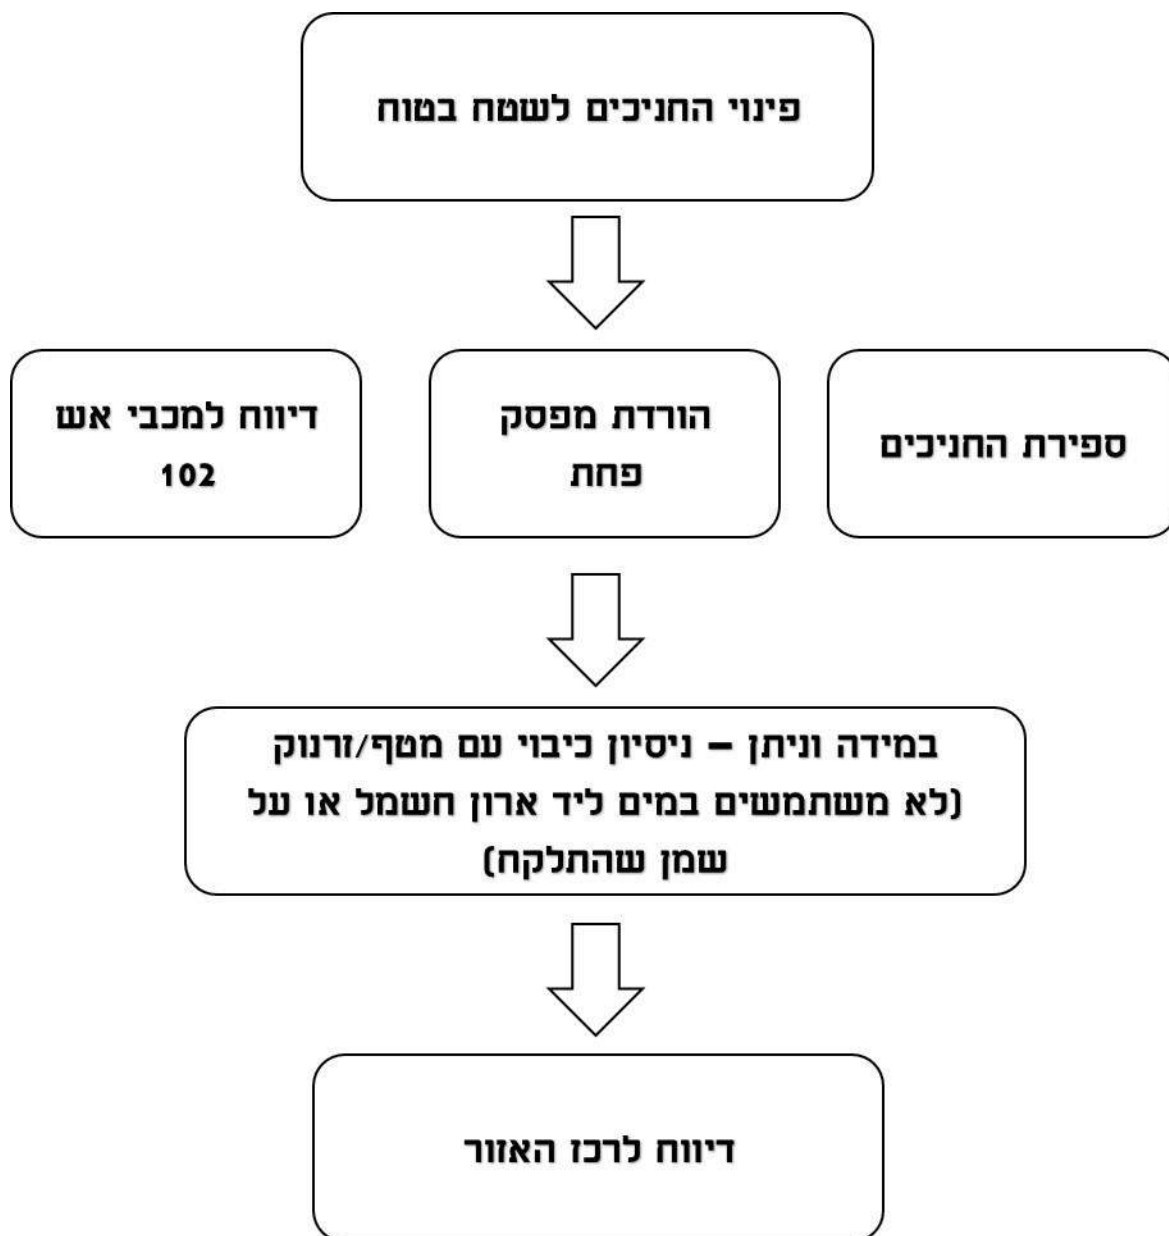 פינוי החניכים לשטח בטוח
ספירת החניכים
הורדת מפסק
פחת
דיווח למכבי אש
102
במידה וניתן – ניסיון כיבוי עם מטף/זרנוק
(לא משתמשים במים ליד ארון חשמל או על
שמן שהתלקח)
דיווח לרכז האזור